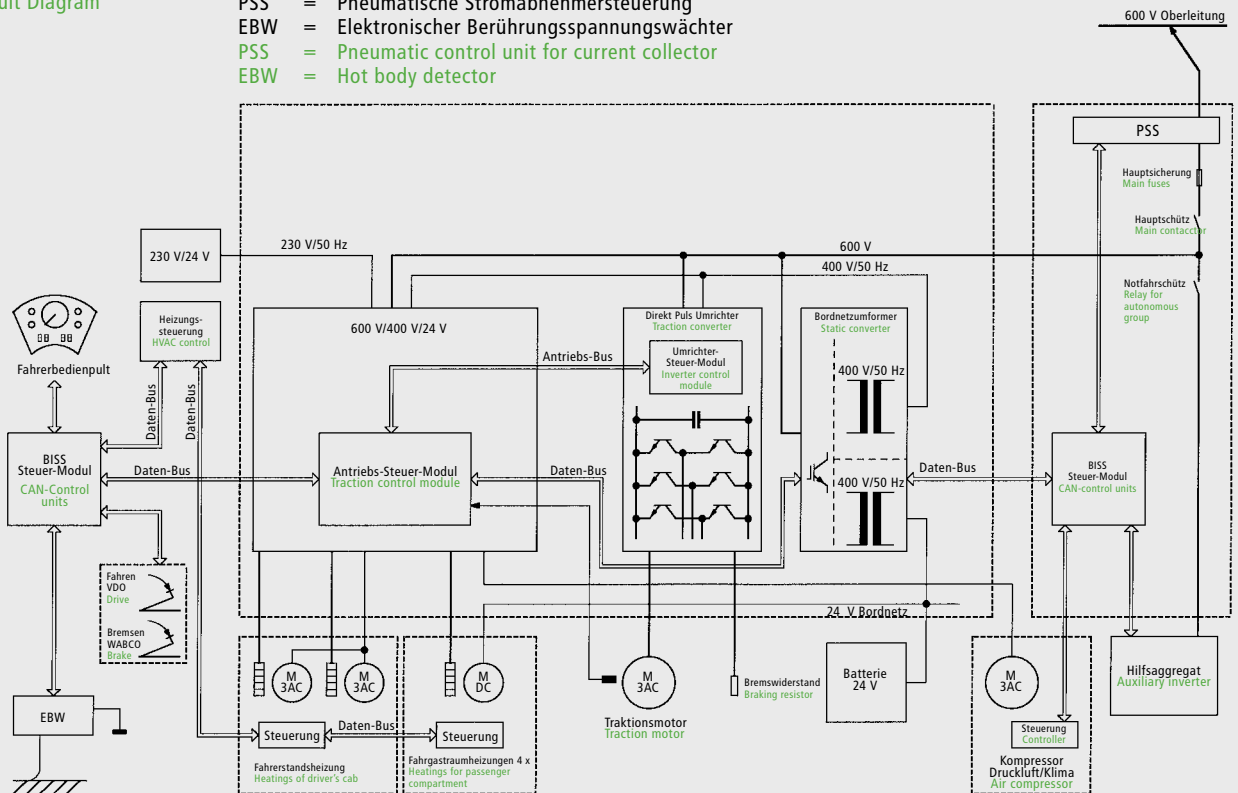 uit Diagram
PSS = Pneumatische Stromabnehmersteuerung
EBW = Elektronischer Berührungsspannungswächter
PSS = Pneumatic control unit for current collector
EBW = Hot body detector
600 V Oberleitung
PSS
Hauptsicherung
Main fuses
Hauptschütz
Main contacctor
Notfahrschütz
Relay for
autonomous
group
230 V/24 V
230 V/50 Hz
600 V
400 V/50 Hz
Heizungs-
steuerung
HVAC control
Fahrerbedienpult
Daten-Bus
Daten-Bus
600 V/400 V/24 V
Antriebs-Bus
Direkt Puls Umrichter
Traction converter
Umrichter-
Steuer-Modul
Inverter control
module
Bordnetzumformer
Static converter
400 V/50 Hz
400 V/50 Hz
BISS
Steuer-Modul
CAN-Control
units
Daten-Bus
Antriebs-Steuer-Modul
Traction control module
Daten-Bus
Daten-Bus
BISS
Steuer-Modul
CAN-control units
Fahren
VDO
Drive
Bremsen
WABCO
Brake
EBW
24 V Bordnetz
M
3AC
M
3AC
M
DC
Steuerung
Daten-Bus
Steuerung
Fahrerstandsheizung
Heatings of driver's cab
Fahrgastraumheizungen 4 x
Heatings for passenger
compartment
M
3AC
Traktionsmotor
Traction motor
Bremswiderstand
Braking resistor
Batterie
24 V
M
3AC
Steuerung
Controller
Kompressor
Druckluft/Klima
Air compressor
Hilfsaggregat
Auxiliary inverter